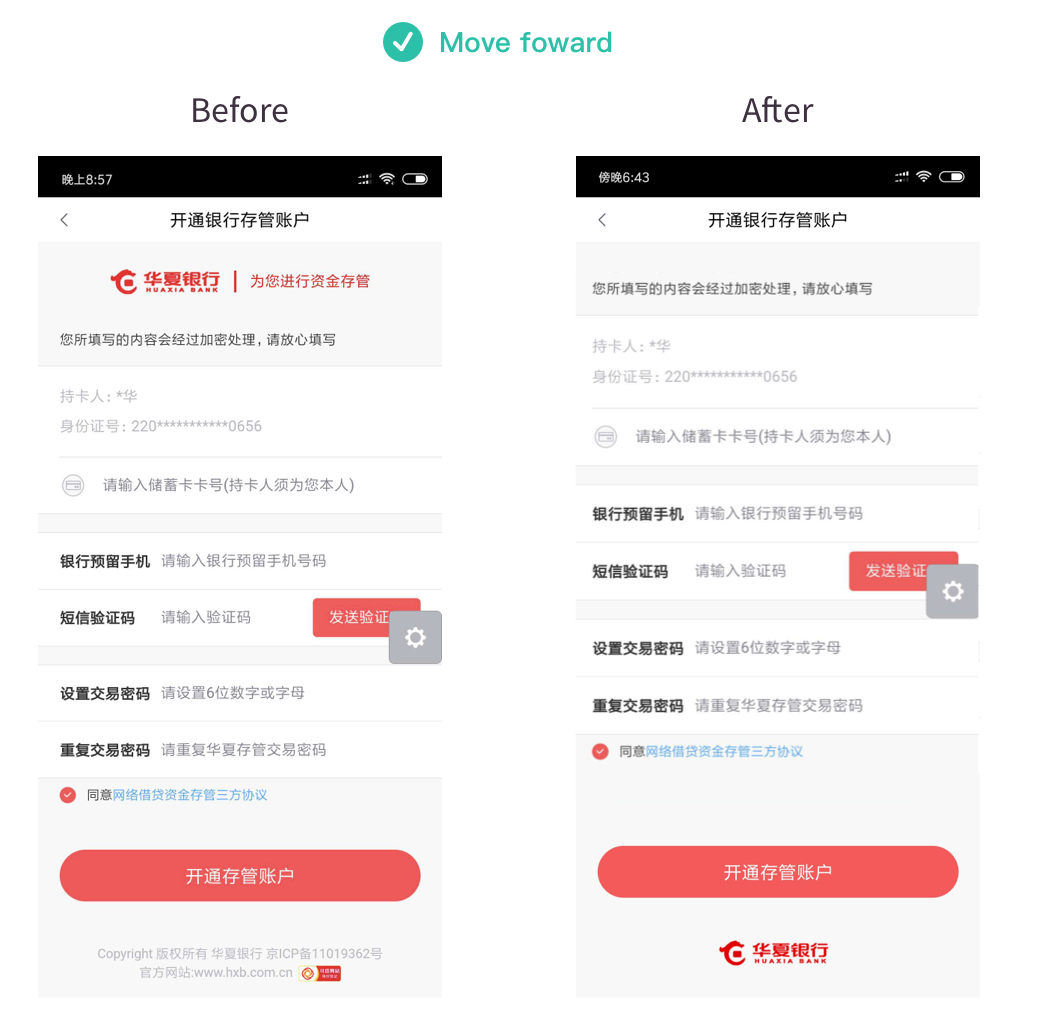 Move foward
Before
After
晚上8:57
开通银行存管账户
华夏银行
HUAXIA BANK
为您进行资金存管
您所填写的内容会经过加密处理，请放心填写
持卡人：*华
身份证号：220***********0656
请输入储蓄卡卡号(持卡人须为您本人)
银行预留手机 请输入银行预留手机号码
短信验证码 请输入验证码 发送验证
设置交易密码 请设置6位数字或字母
重复交易密码 请重复华夏存管交易密码
同意网络借贷资金存管三方协议
开通存管账户
Copyright 版权所有 华夏银行 京ICP备11019362号
官方网站:www.hxb.com.cn
傍晚6:43
开通银行存管账户
您所填写的内容会经过加密处理，请放心填写
持卡人：*华
身份证号：220***********0656
请输入储蓄卡卡号(持卡人须为您本人)
银行预留手机 请输入银行预留手机号码
短信验证码 请输入验证码 发送验证
设置交易密码 请设置6位数字或字母
重复交易密码 请重复华夏存管交易密码
同意网络借贷资金存管三方协议
开通存管账户
华夏银行
HUAXIA BANK